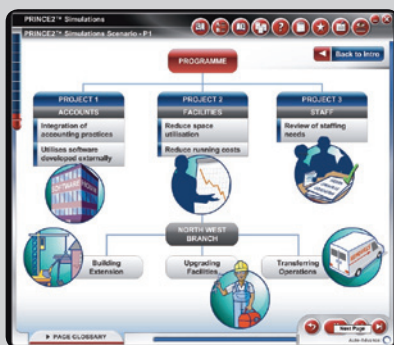 PRINCE2™ Simulations
PRINCE2™ Simulations Scenario - P1
Back to Intro
PROGRAMME
PROJECT 1
ACCOUNTS
Integration of
accounting practices
Utilises software
developed externally
PROJECT 2
FACILITIES
Reduce space
utilisation
Reduce running costs
PROJECT 3
STAFF
Review of staffing
needs
SOFTWARE HOUSE
NORTH WEST
BRANCH
Building
Extension
Upgrading
Facilities
Transferring
Operations
PAGE GLOSSARY
Next Page
Auto Advance